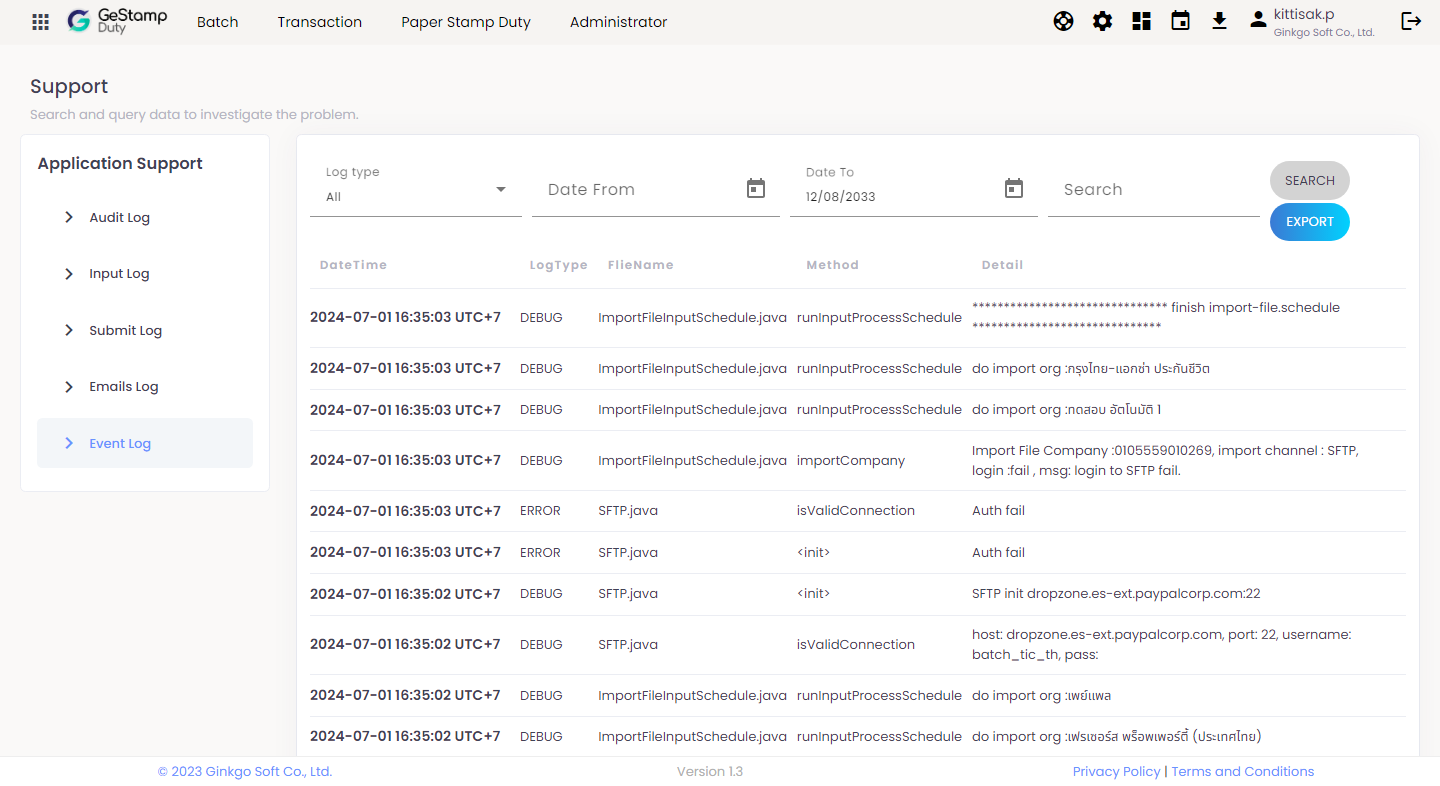 GeStamp
Duty
Batch
Transaction
Paper Stamp Duty
Administrator
kittisak.p
Ginkgo Soft Co., Ltd.
Support
Search and query data to investigate the problem.
Application Support
Audit Log
Input Log
Submit Log
Emails Log
Event Log
Log type
All
Date From
Date To
12/08/2033
Search
SEARCH
EXPORT
DateTime LogType FlieName Method Detail
2024-07-01 16:35:03 UTC+7 DEBUG ImportFileInputSchedule.java runInputProcessSchedule ******************************* finish import-file.schedule
******************************
2024-07-01 16:35:03 UTC+7 DEBUG ImportFileInputSchedule.java runInputProcessSchedule do import org :กรุงไทย-แอกซ่า ประกันชีวิต
2024-07-01 16:35:03 UTC+7 DEBUG ImportFileInputSchedule.java runInputProcessSchedule do import org :ทดสอบ อัตโนมัติ 1
2024-07-01 16:35:03 UTC+7 DEBUG ImportFileInputSchedule.java importCompany Import File Company :0105559010269, import channel : SFTP,
login :fail , msg: login to SFTP fail.
2024-07-01 16:35:03 UTC+7 ERROR SFTP.java isValidConnection Auth fail
2024-07-01 16:35:03 UTC+7 ERROR SFTP.java <init> Auth fail
2024-07-01 16:35:02 UTC+7 DEBUG SFTP.java <init> SFTP init dropzone.es-ext.paypalcorp.com:22
2024-07-01 16:35:02 UTC+7 DEBUG SFTP.java isValidConnection host: dropzone.es-ext.paypalcorp.com, port: 22, username:
batch_tic_th, pass:
2024-07-01 16:35:02 UTC+7 DEBUG ImportFileInputSchedule.java runInputProcessSchedule do import org :เพย์แพล
2024-07-01 16:35:02 UTC+7 DEBUG ImportFileInputSchedule.java runInputProcessSchedule do import org :เฟรเซอร์ส พร็อพเพอร์ตี้ (ประเทศไทย)
© 2023 Ginkgo Soft Co., Ltd.
Version 1.3
Privacy Policy | Terms and Conditions